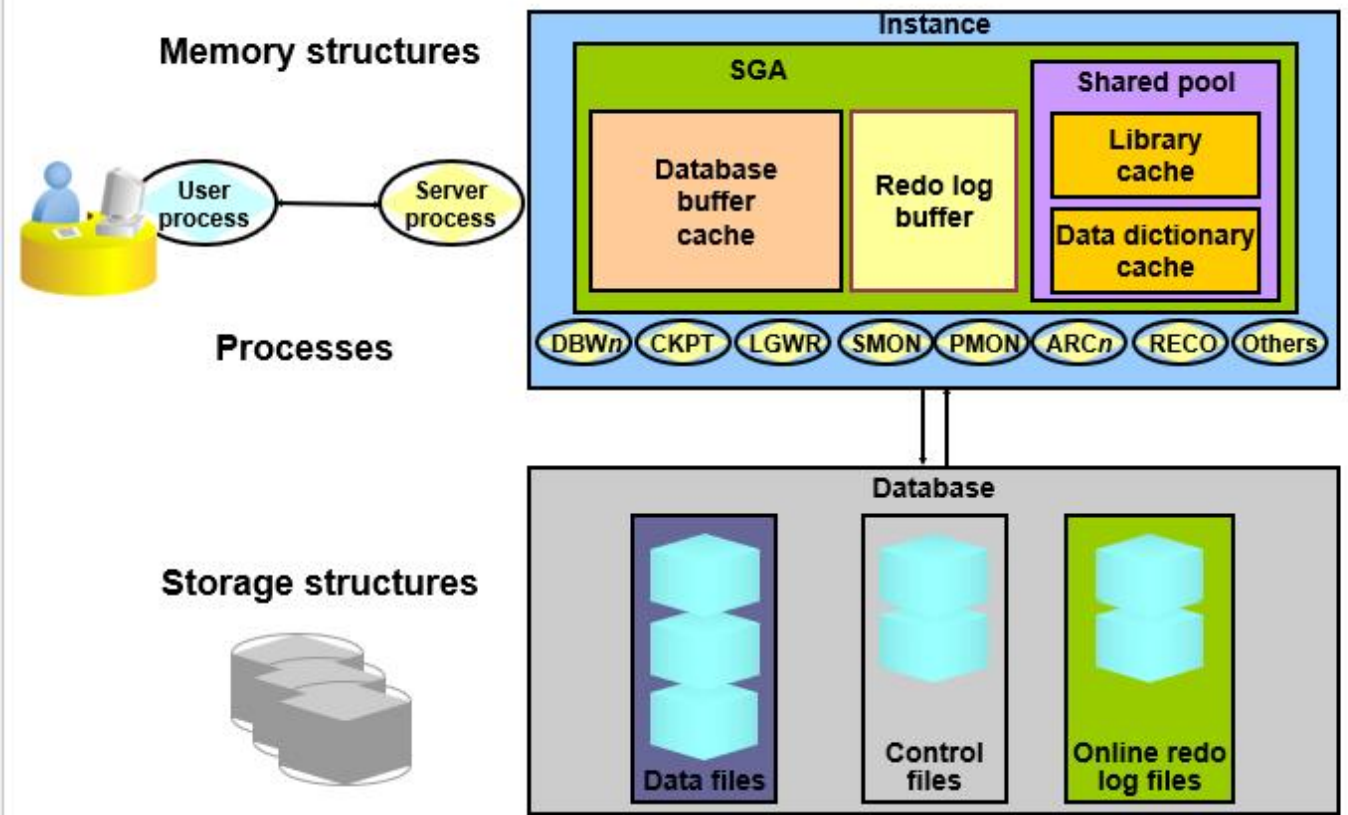 Memory structures
Instance
SGA
Shared pool
Library
cache
Data dictionary
cache
Database
buffer
cache
Redo log
buffer
User
process
Server
process
Processes
DBWn CKPT LGWR SMON PMON ARCn RECO Others
Database
Storage structures
Data files
Control
files
Online redo
log files